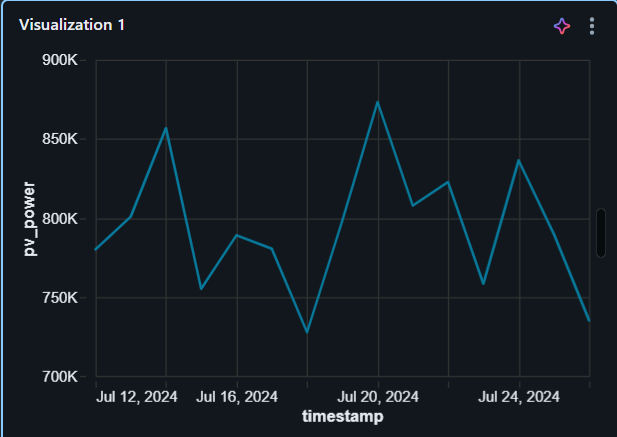 Visualization 1
900K
850K
800K
750K
700K
pv_power
Jul 12, 2024 Jul 16, 2024 Jul 20, 2024 Jul 24, 2024
timestamp